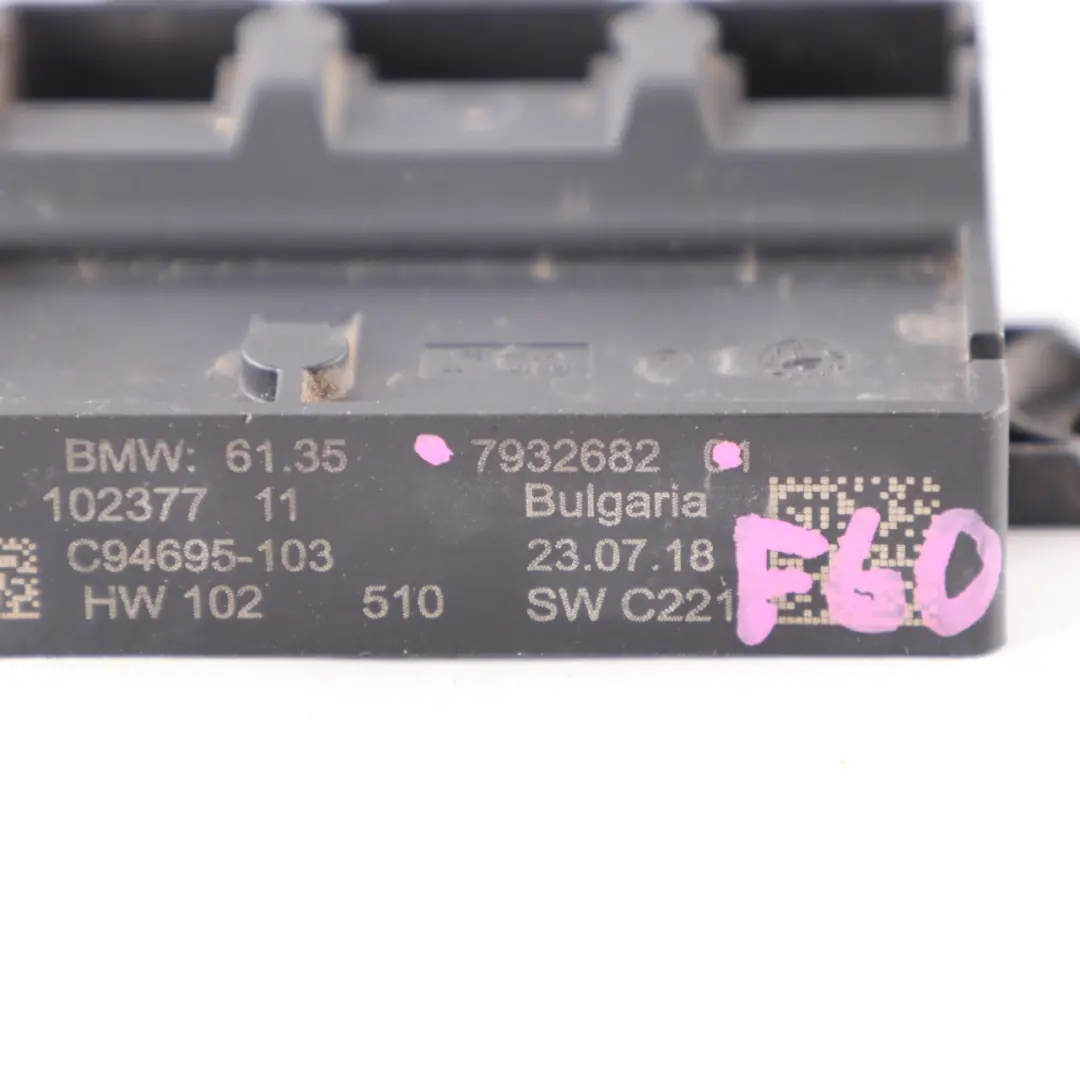 BMW: 61.35 7932682 01
102377 11 Bulgaria
C94695-103 23.07.18
HW 102 510 SW C221
F60